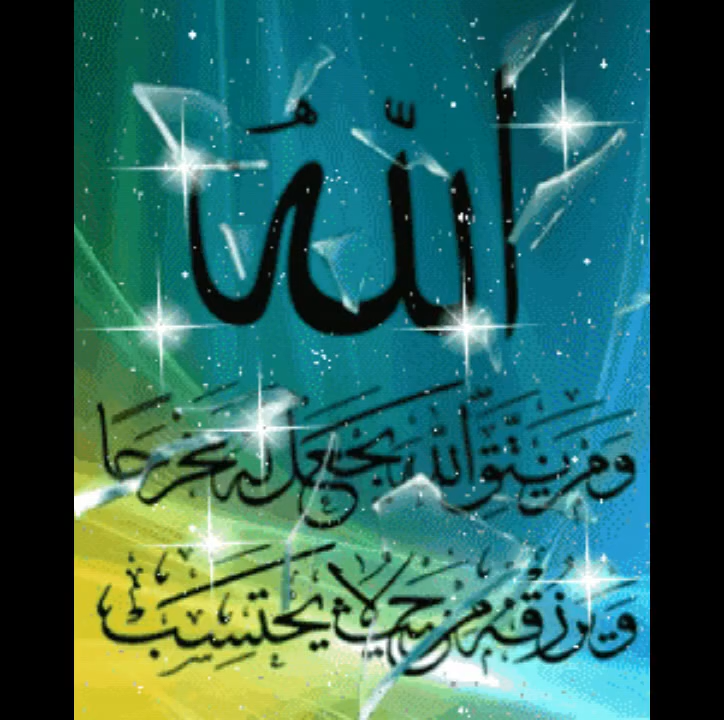 الله
ومن يتق الله يجعل له مخرجا
ويرزقه من حيث لا يحتسب